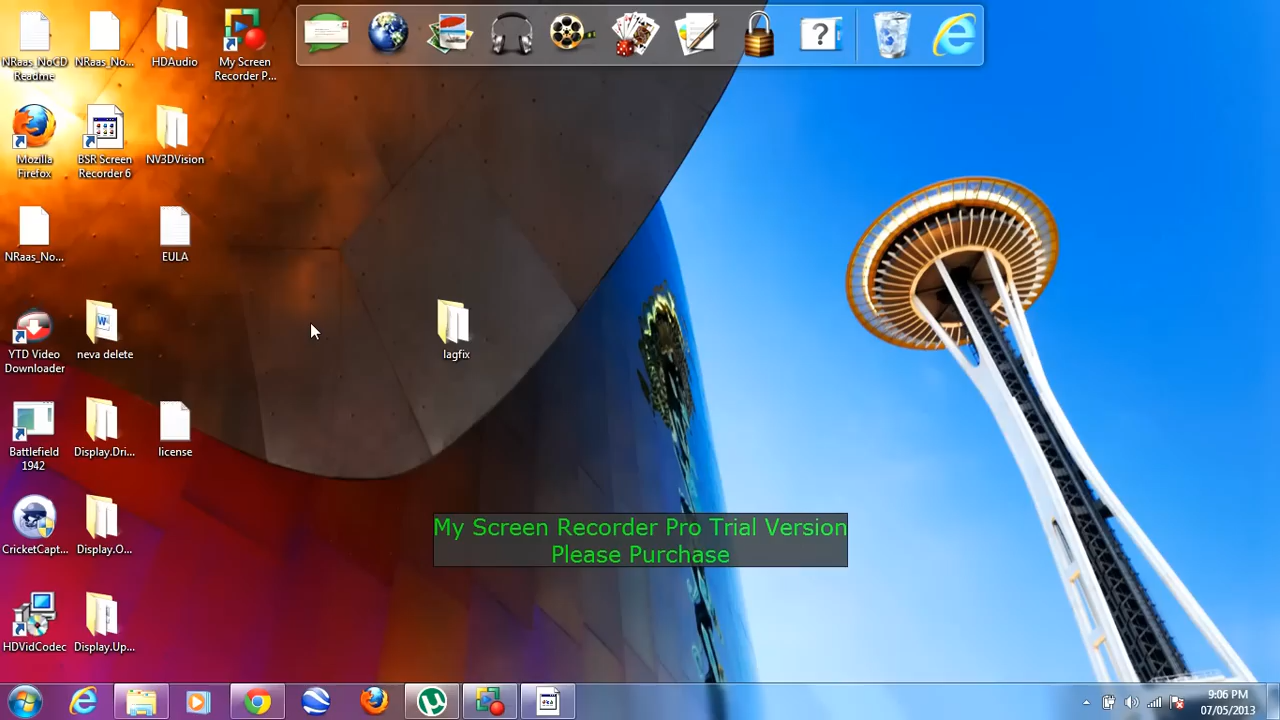 NRaas_NoCD
Readme
NRaas_No...
HDAudio
My Screen
Recorder P...
Mozilla
Firefox
BSR Screen
Recorder 6
NV3DVision
NRaas_No...
EULA
YTD Video
Downloader
neva delete
lagfix
Battlefield
1942
Display.Dri...
license
CricketCapt...
Display.O...
HDVidCodec
Display.Up...
My Screen Recorder Pro Trial Version
Please Purchase
9:06 PM
07/05/2013